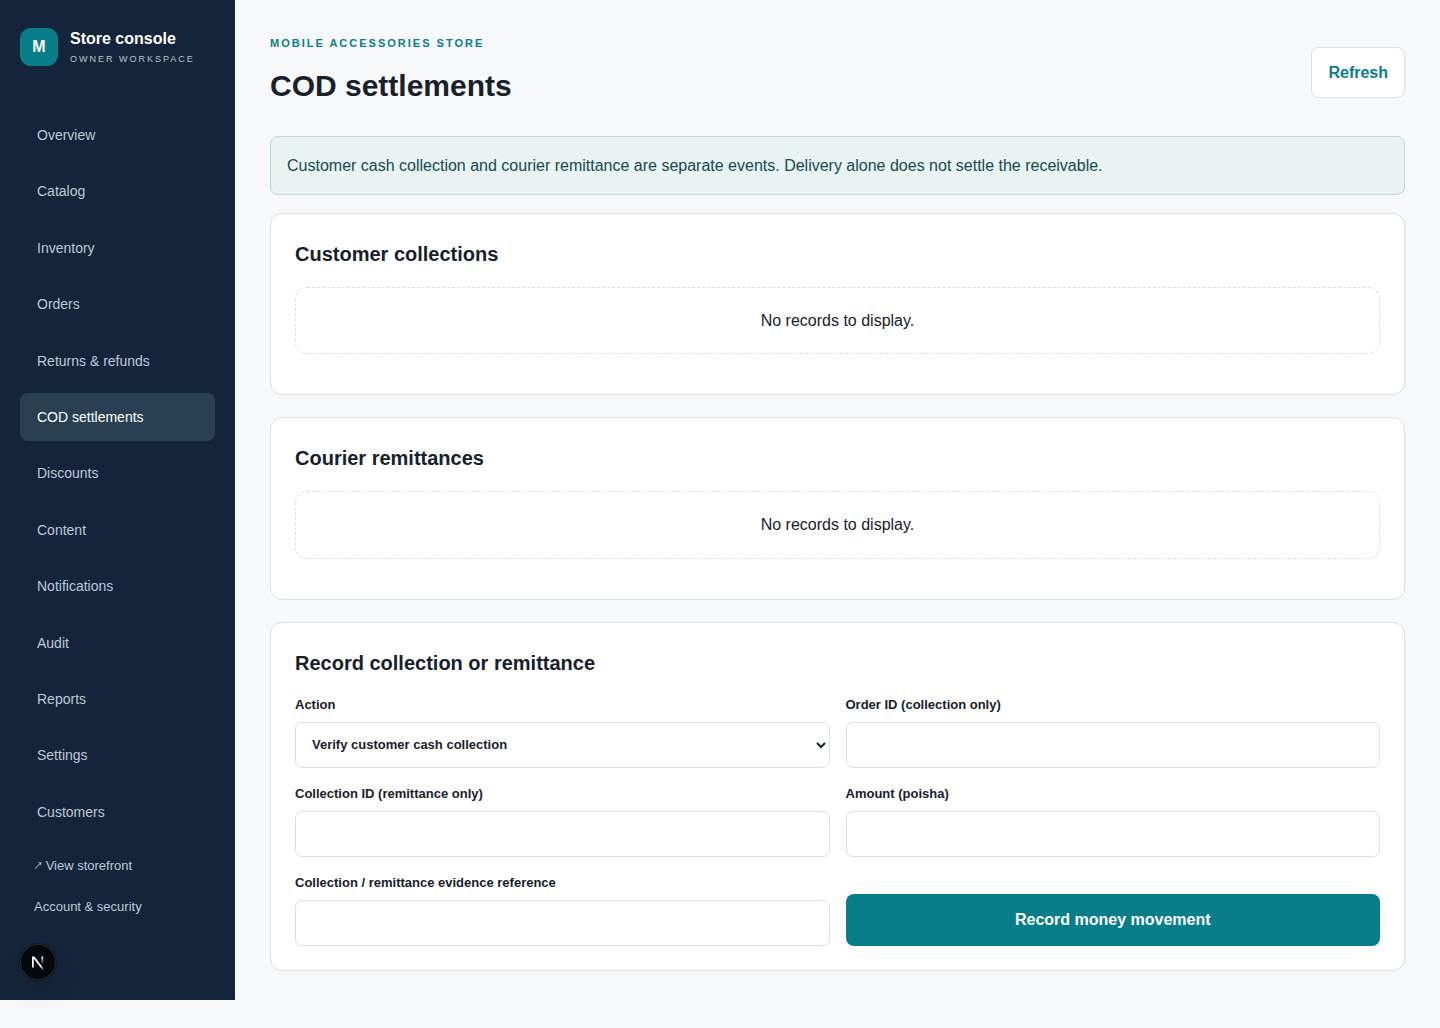 M
Store console
OWNER WORKSPACE
Overview
Catalog
Inventory
Orders
Returns & refunds
COD settlements
Discounts
Content
Notifications
Audit
Reports
Settings
Customers
↗ View storefront
Account & security
N
MOBILE ACCESSORIES STORE
COD settlements
Refresh
Customer cash collection and courier remittance are separate events. Delivery alone does not settle the receivable.
Customer collections
No records to display.
Courier remittances
No records to display.
Record collection or remittance
Action
Verify customer cash collection
Order ID (collection only)
Collection ID (remittance only)
Amount (poisha)
Collection / remittance evidence reference
Record money movement